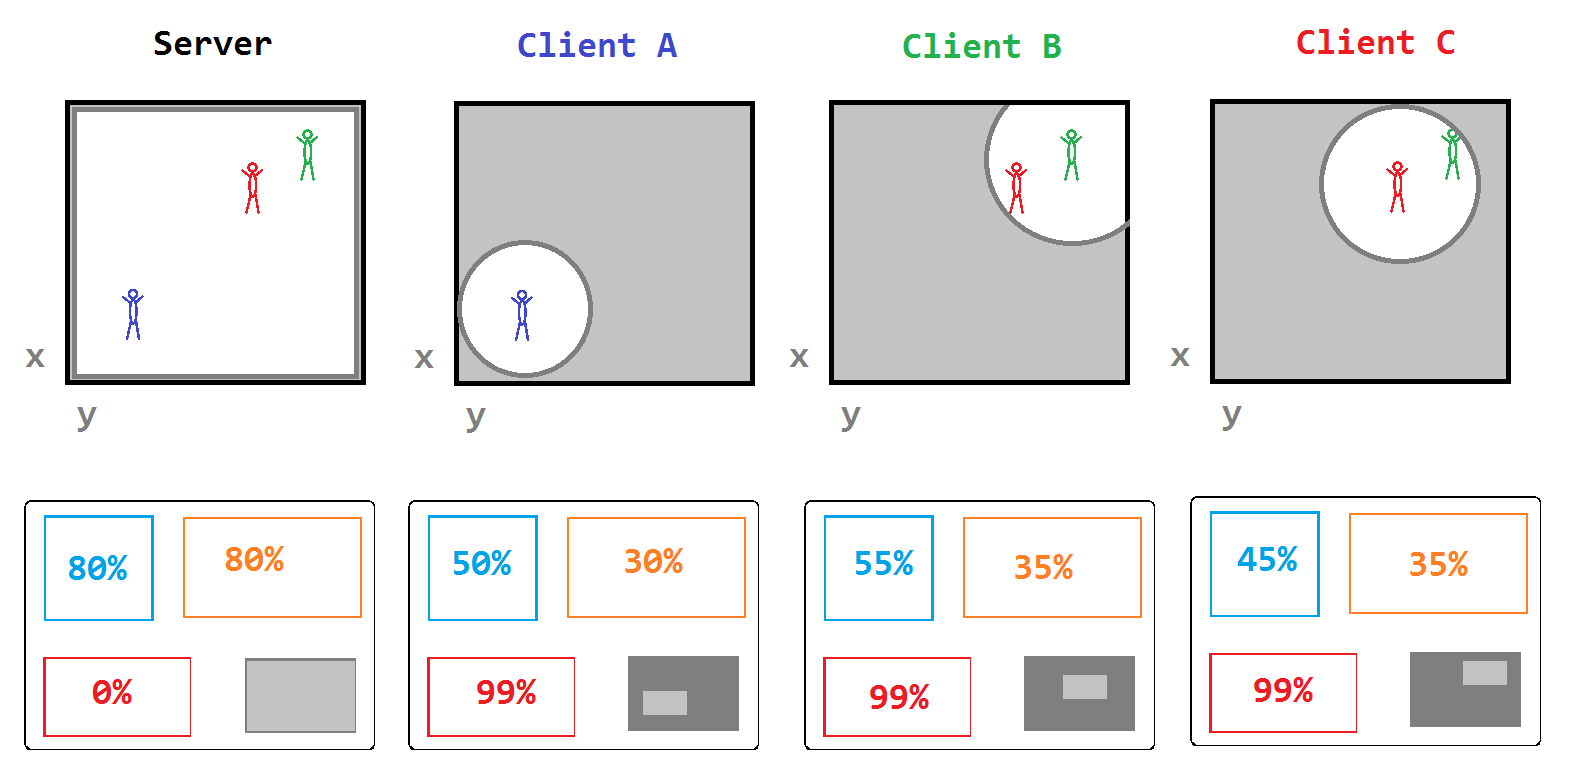 Server
Client A
Client B
Client C
x
x
x
x
y
y
y
y
80%
80%
50%
30%
55%
35%
45%
35%
0%
99%
99%
99%